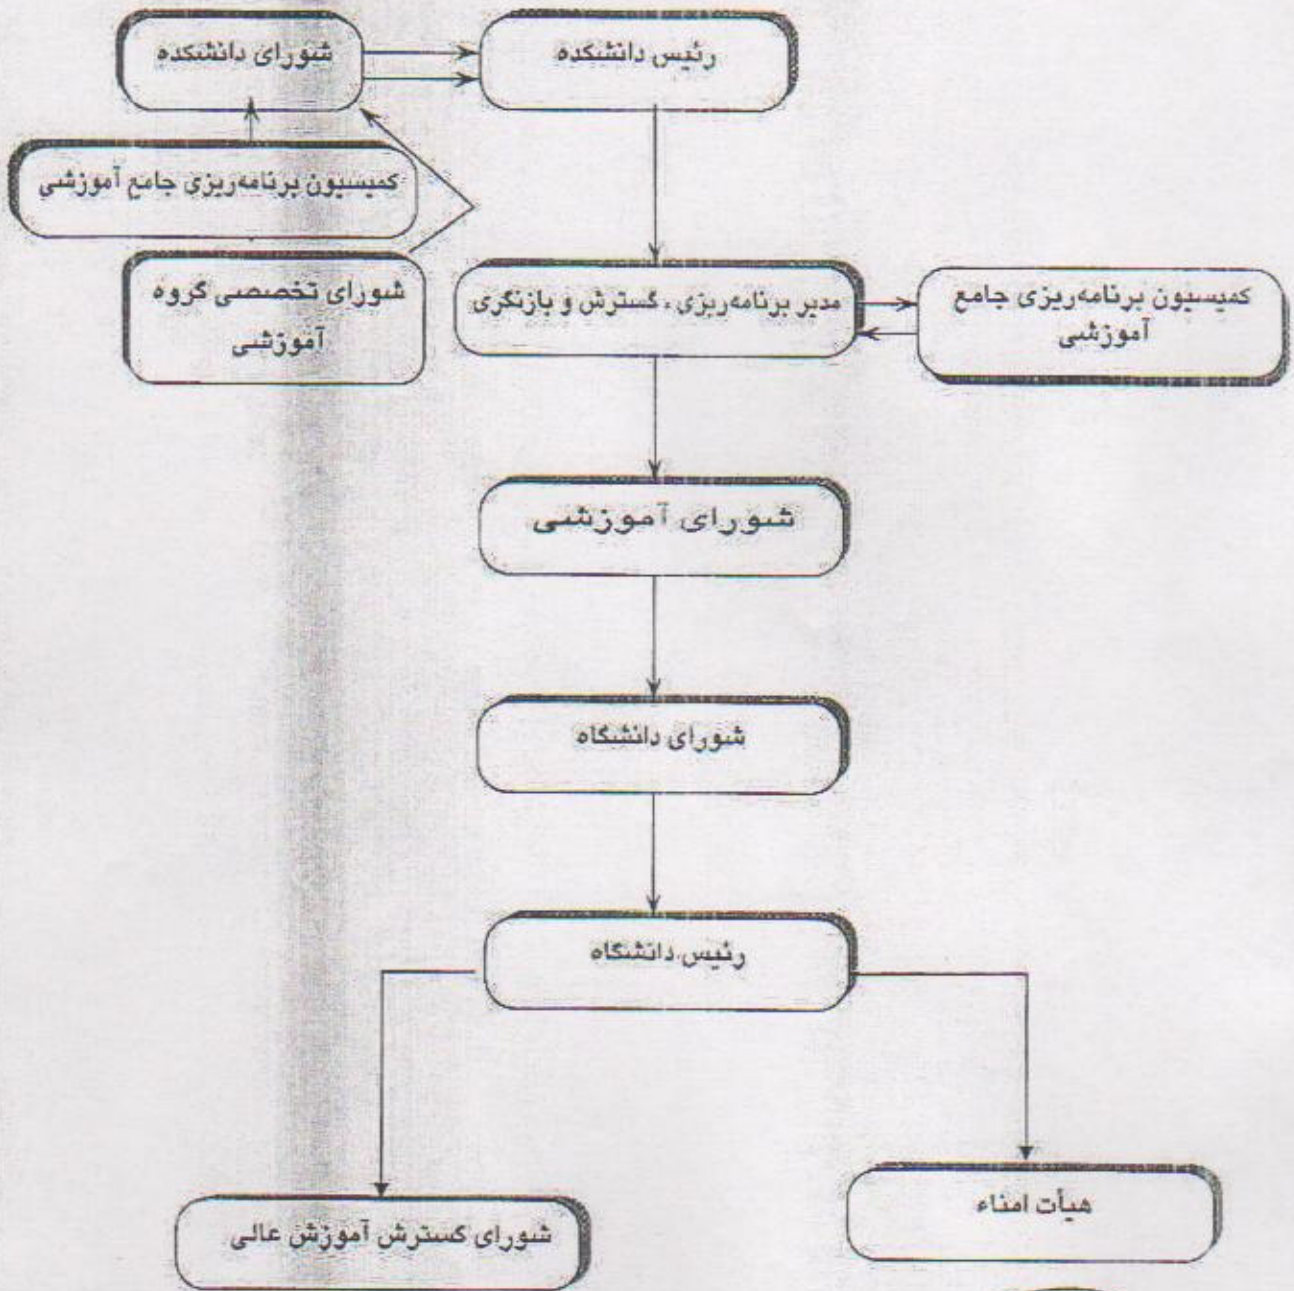 شورای دانشکده
رئیس دانشکده
کمیسیون برنامه‌ریزی جامع آموزشی
شورای تخصصی گروه
آموزشی
مدیر برنامه‌ریزی ، گسترش و بازنگری
کمیسیون برنامه‌ریزی جامع
آموزشی
شورای آموزشی
شورای دانشگاه
رئیس دانشگاه
هیأت امناء
شورای گسترش آموزش عالی